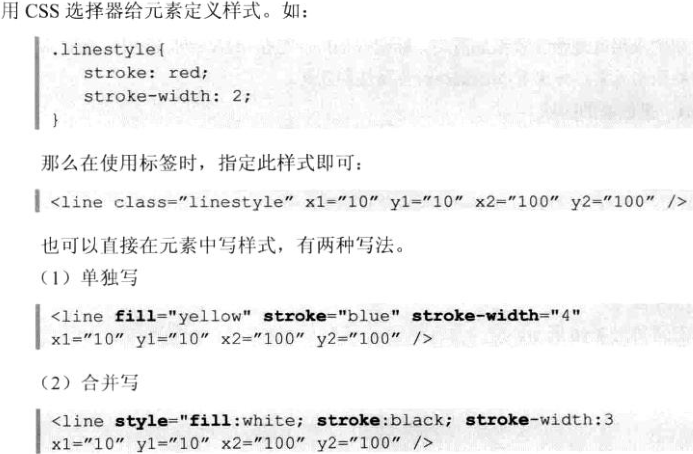 用 CSS 选择器给元素定义样式。如：
.linestyle{
stroke: red;
stroke-width: 2;
}
那么在使用标签时，指定此样式即可：
<line class="linestyle" x1="10" y1="10" x2="100" y2="100" />
也可以直接在元素中写样式，有两种写法。
（1）单独写
<line fill="yellow" stroke="blue" stroke-width="4"
x1="10" y1="10" x2="100" y2="100" />
（2）合并写
<line style="fill:white; stroke:black; stroke-width:3
x1="10" y1="10" x2="100" y2="100" />